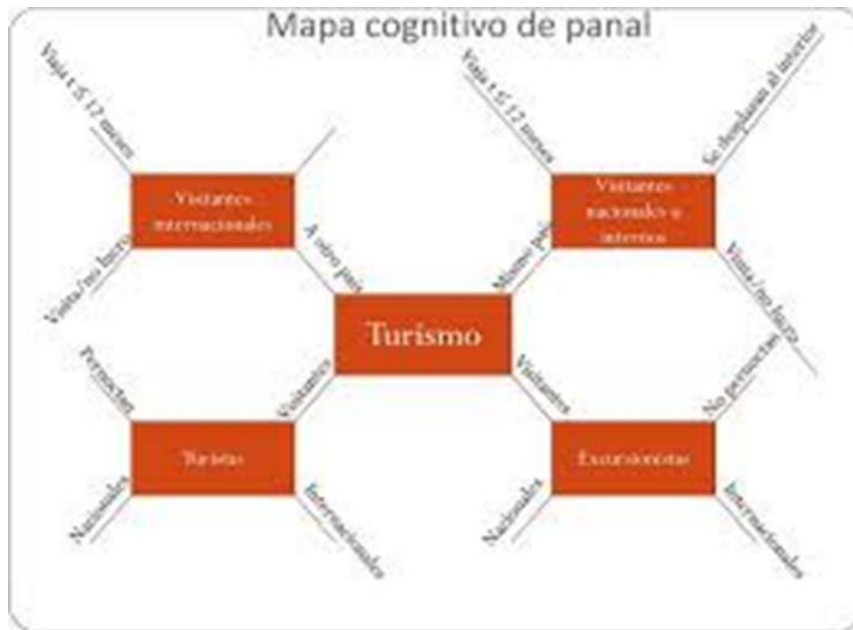 Mapa cognitivo de panal
Viaja t ≤ 12 meses
Viaja t ≤ 12 meses
Se desplazan al interior
Visitantes
internacionales
Visitantes
nacionales o
internos
Visita/no lucro
A otro país
Mismo país
Visita/no lucro
Turismo
Pernoctan
Visitantes
Visitantes
No pernoctan
Turistas
Excursionistas
Nacionales
Internacionales
Nacionales
Internacionales